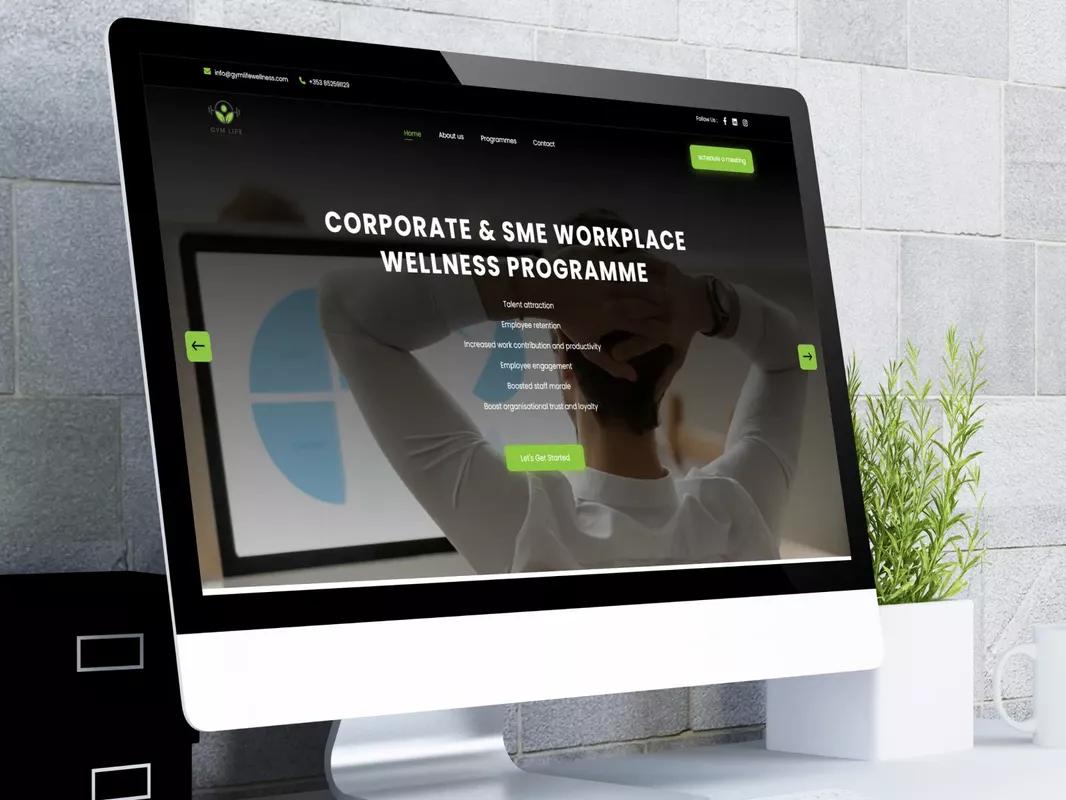 info@gymlifewellness.com
Follow Us :
GYM LIFE
Home
About us
Programmes
Contact
schedule a meeting
CORPORATE & SME WORKPLACE
WELLNESS PROGRAMME
Talent attraction
Employee retention
Increased work contribution and productivity
Employee engagement
Boosted staff morale
Boost organisational trust and loyalty
Let's Get Started